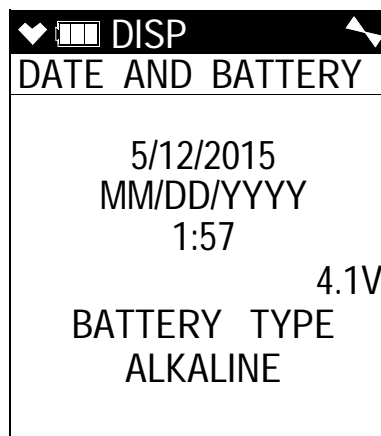 DISP
DATE AND BATTERY
5/12/2015
MM/DD/YYYY
1:57
4.1V
BATTERY TYPE
ALKALINE